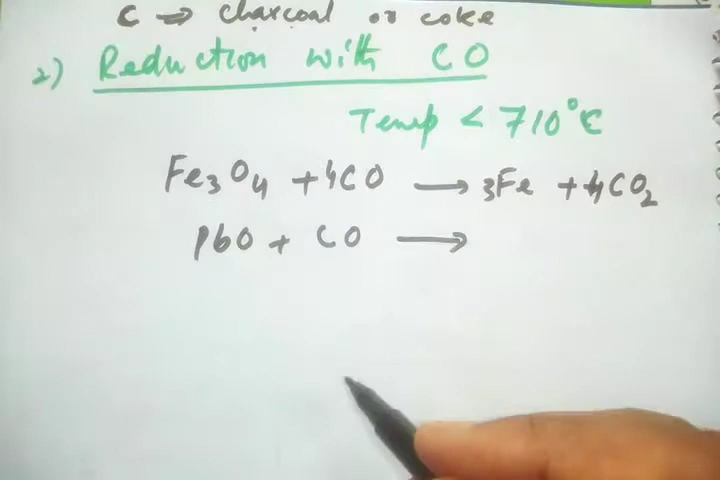 C ⇒ charcoal or coke
2) Reduction with CO
Temp < 710°C
Fe₃O₄ + 4CO ⟶ 3Fe + 4CO₂
PbO + CO ⟶